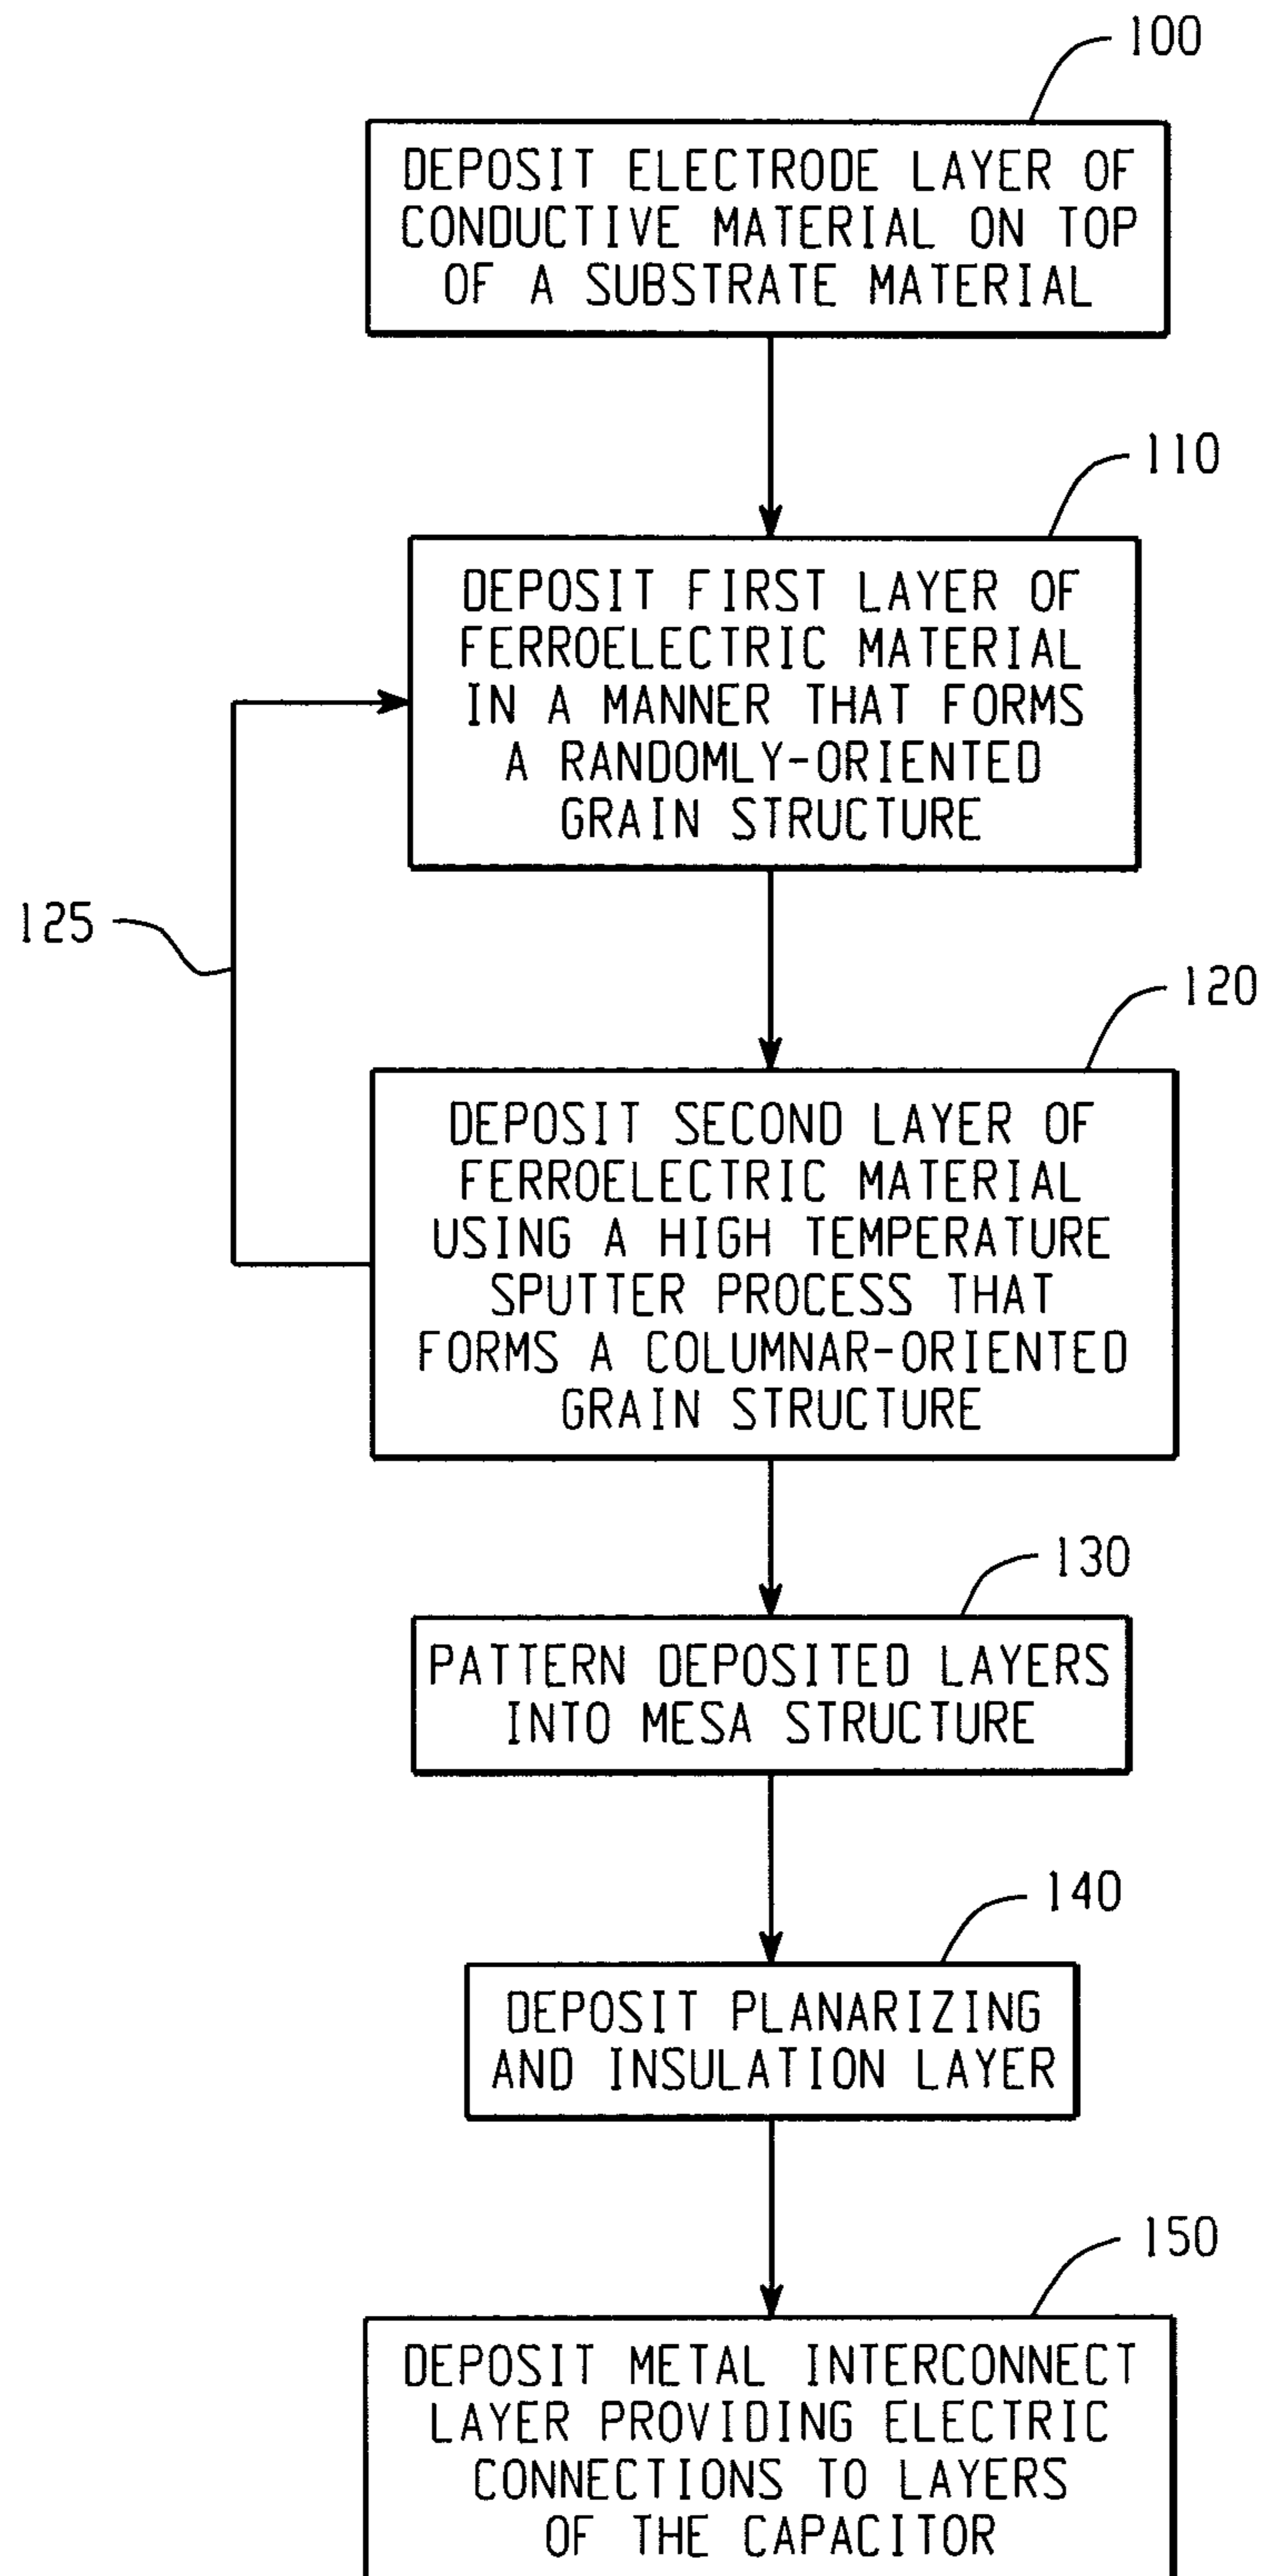 100
DEPOSIT ELECTRODE LAYER OF
CONDUCTIVE MATERIAL ON TOP
OF A SUBSTRATE MATERIAL
110
DEPOSIT FIRST LAYER OF
FERROELECTRIC MATERIAL
IN A MANNER THAT FORMS
A RANDOMLY-ORIENTED
GRAIN STRUCTURE
125
120
DEPOSIT SECOND LAYER OF
FERROELECTRIC MATERIAL
USING A HIGH TEMPERATURE
SPUTTER PROCESS THAT
FORMS A COLUMNAR-ORIENTED
GRAIN STRUCTURE
130
PATTERN DEPOSITED LAYERS
INTO MESA STRUCTURE
140
DEPOSIT PLANARIZING
AND INSULATION LAYER
150
DEPOSIT METAL INTERCONNECT
LAYER PROVIDING ELECTRIC
CONNECTIONS TO LAYERS
OF THE CAPACITOR